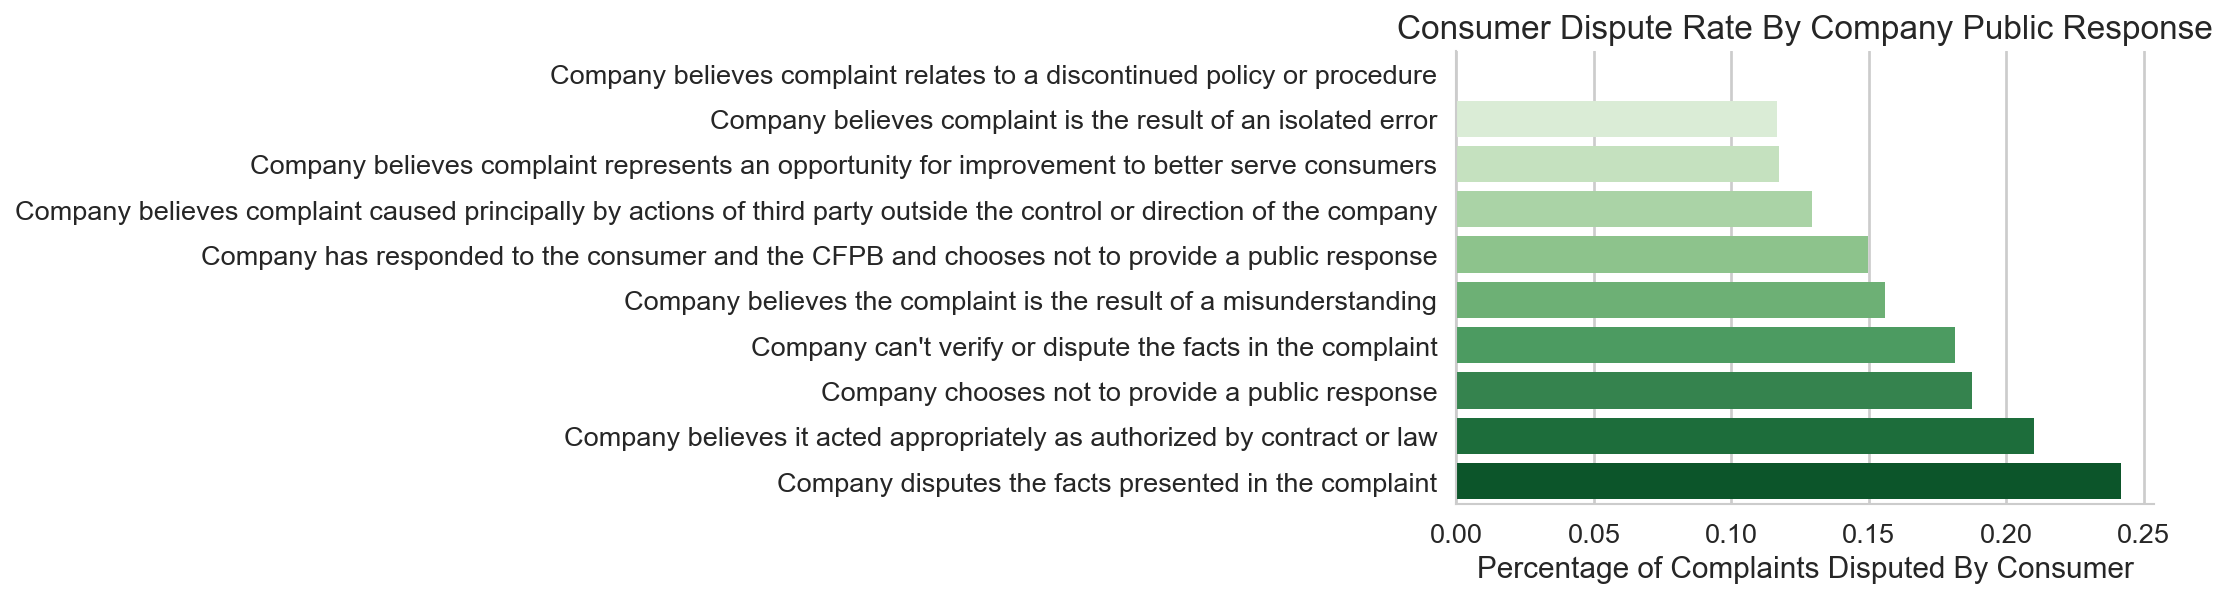 Consumer Dispute Rate By Company Public Response
Company believes complaint relates to a discontinued policy or procedure
Company believes complaint is the result of an isolated error
Company believes complaint represents an opportunity for improvement to better serve consumers
Company believes complaint caused principally by actions of third party outside the control or direction of the company
Company has responded to the consumer and the CFPB and chooses not to provide a public response
Company believes the complaint is the result of a misunderstanding
Company can't verify or dispute the facts in the complaint
Company chooses not to provide a public response
Company believes it acted appropriately as authorized by contract or law
Company disputes the facts presented in the complaint
0.00 0.05 0.10 0.15 0.20 0.25
Percentage of Complaints Disputed By Consumer